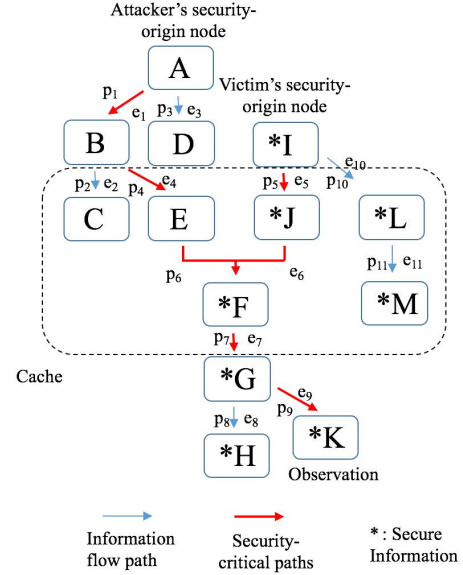 Attacker's security-
origin node
A
p1
e1
p3
e3
Victim's security-
origin node
B
D
*I
p2
e2
p4
e4
p5
e5
p10
e10
C
E
*J
*L
p6
e6
p11
e11
*F
*M
p7
e7
Cache
*G
p8
e8
p9
e9
*H
*K
Observation
Information
flow path
Security-
critical paths
*: Secure
Information